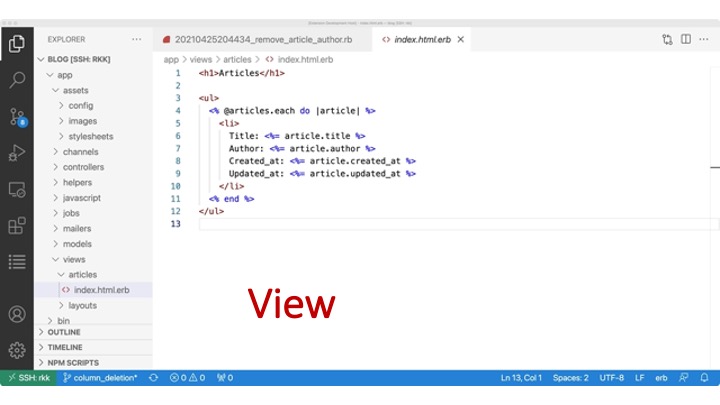 [Extension Development Host] - index.html.erb - blog [SSH: rkk]
EXPLORER
20210425204434_remove_article_author.rb
index.html.erb
BLOG [SSH: RKK]
app
assets
config
images
stylesheets
channels
controllers
helpers
javascript
jobs
mailers
models
views
articles
index.html.erb
layouts
bin
OUTLINE
TIMELINE
NPM SCRIPTS
8
app > views > articles > index.html.erb
1 <h1>Articles</h1>
2
3 <ul>
4 <% @articles.each do |article| %>
5 <li>
6 Title: <%= article.title %>
7 Author: <%= article.author %>
8 Created_at: <%= article.created_at %>
9 Updated_at: <%= article.updated_at %>
10 </li>
11 <% end %>
12 </ul>
13
View
SSH: rkk
column_deletion*
0
0
0
Ln 13, Col 1
Spaces: 2
UTF-8
LF
erb